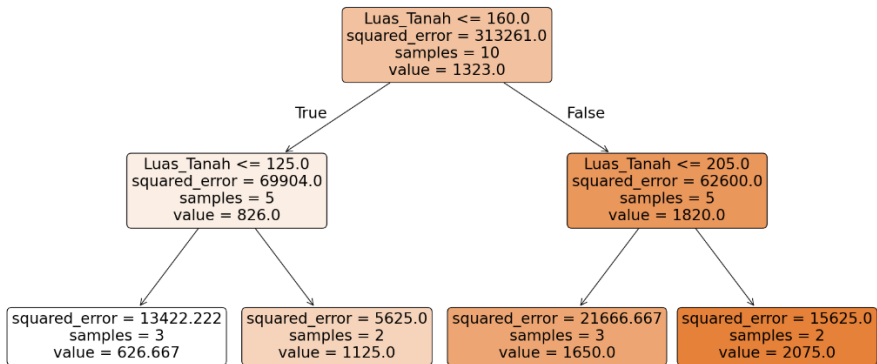 Luas_Tanah <= 160.0
squared_error = 313261.0
samples = 10
value = 1323.0
True
False
Luas_Tanah <= 125.0
squared_error = 69904.0
samples = 5
value = 826.0
Luas_Tanah <= 205.0
squared_error = 62600.0
samples = 5
value = 1820.0
squared_error = 13422.222
samples = 3
value = 626.667
squared_error = 5625.0
samples = 2
value = 1125.0
squared_error = 21666.667
samples = 3
value = 1650.0
squared_error = 15625.0
samples = 2
value = 2075.0